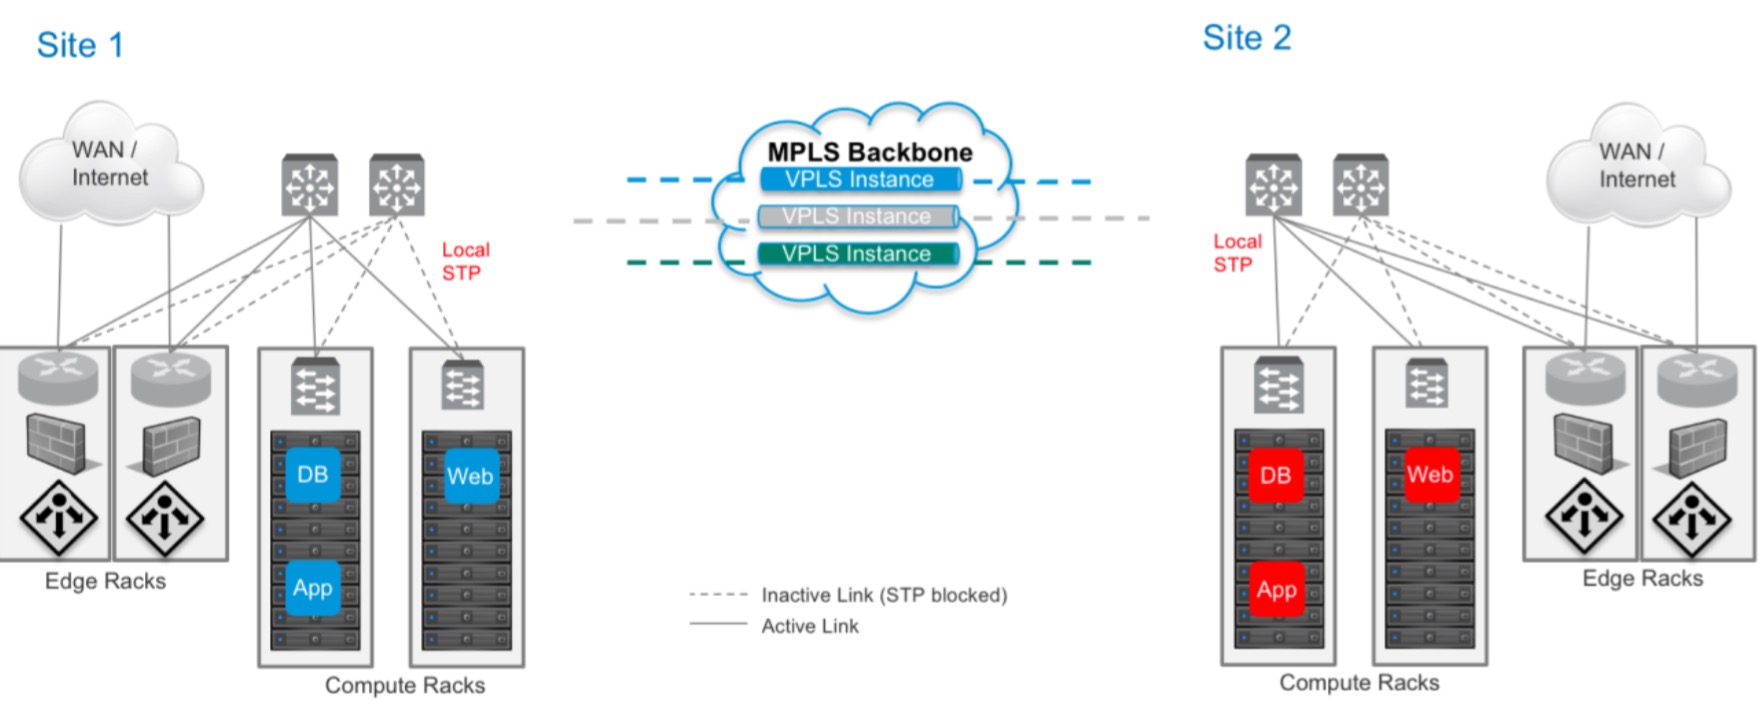 Site 1
Site 2
WAN /
Internet
MPLS Backbone
VPLS Instance
VPLS Instance
VPLS Instance
WAN /
Internet
Local
STP
Local
STP
DB
Web
App
DB
Web
App
Edge Racks
Compute Racks
Inactive Link (STP blocked)
Active Link
Edge Racks
Compute Racks